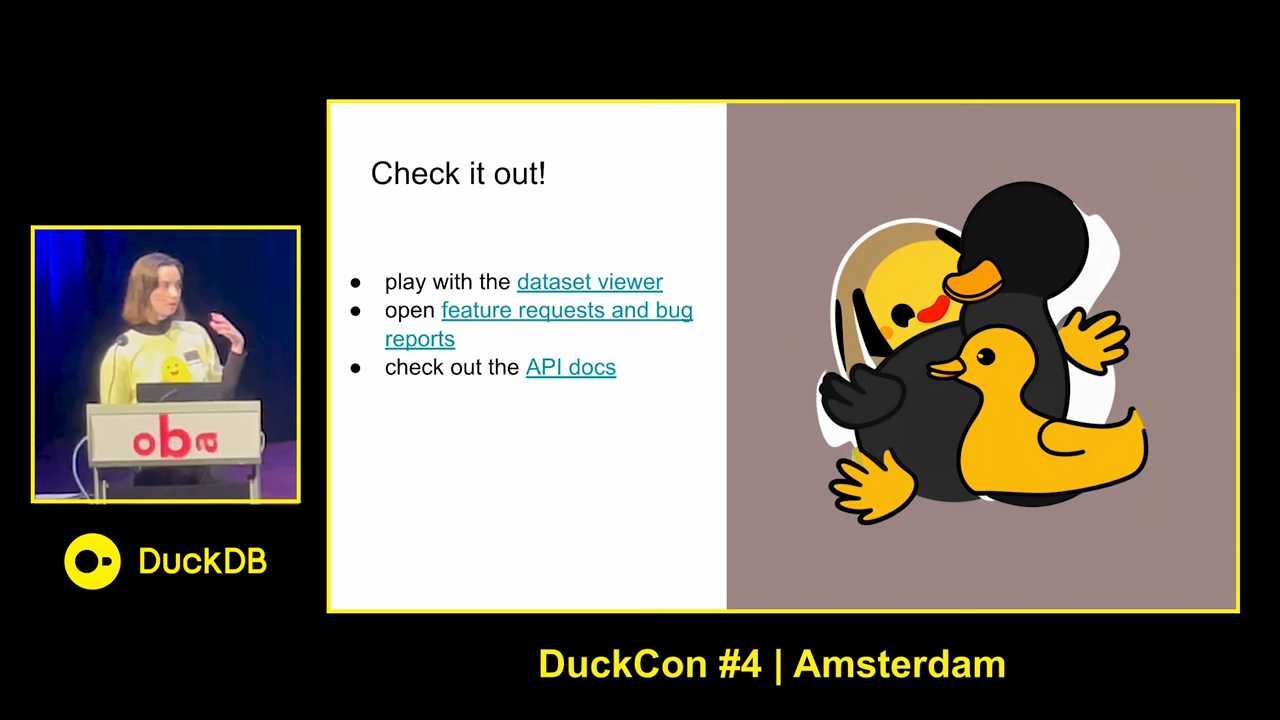 Check it out!
● play with the dataset viewer
● open feature requests and bug
reports
● check out the API docs
oba
DuckDB
DuckCon #4 | Amsterdam